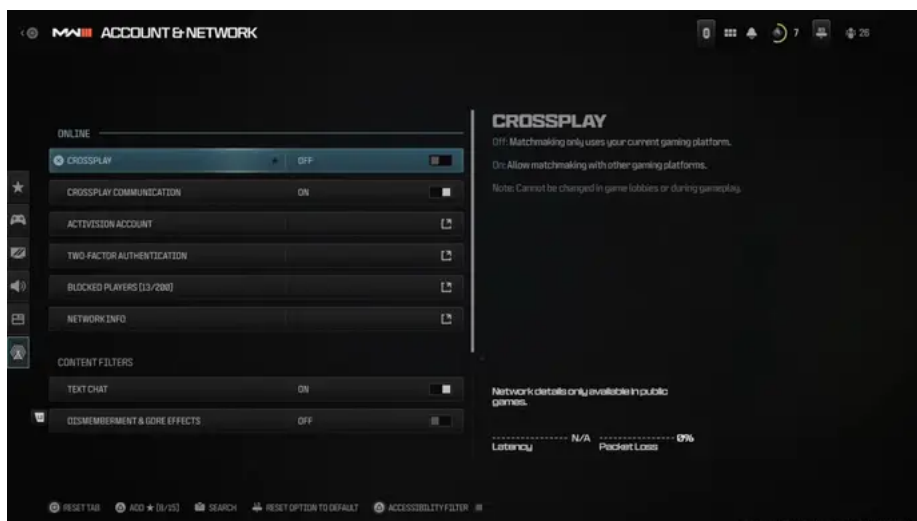 MWIII ACCOUNT & NETWORK
0
7
26
ONLINE
CROSSPLAY OFF
CROSSPLAY COMMUNICATION ON
ACTIVISION ACCOUNT
TWO-FACTOR AUTHENTICATION
BLOCKED PLAYERS [13/200]
NETWORK INFO
CONTENT FILTERS
TEXT CHAT ON
DISMEMBERMENT & GORE EFFECTS OFF
CROSSPLAY
Off: Matchmaking only uses your current gaming platform.
On: Allow matchmaking with other gaming platforms.
Note: Cannot be changed in game lobbies or during gameplay.
Network details only available in public
games.
N/A 0%
Latency Packet Loss
RESET TAB ADD ★ [8/15] SEARCH RESET OPTION TO DEFAULT ACCESSIBILITY FILTER